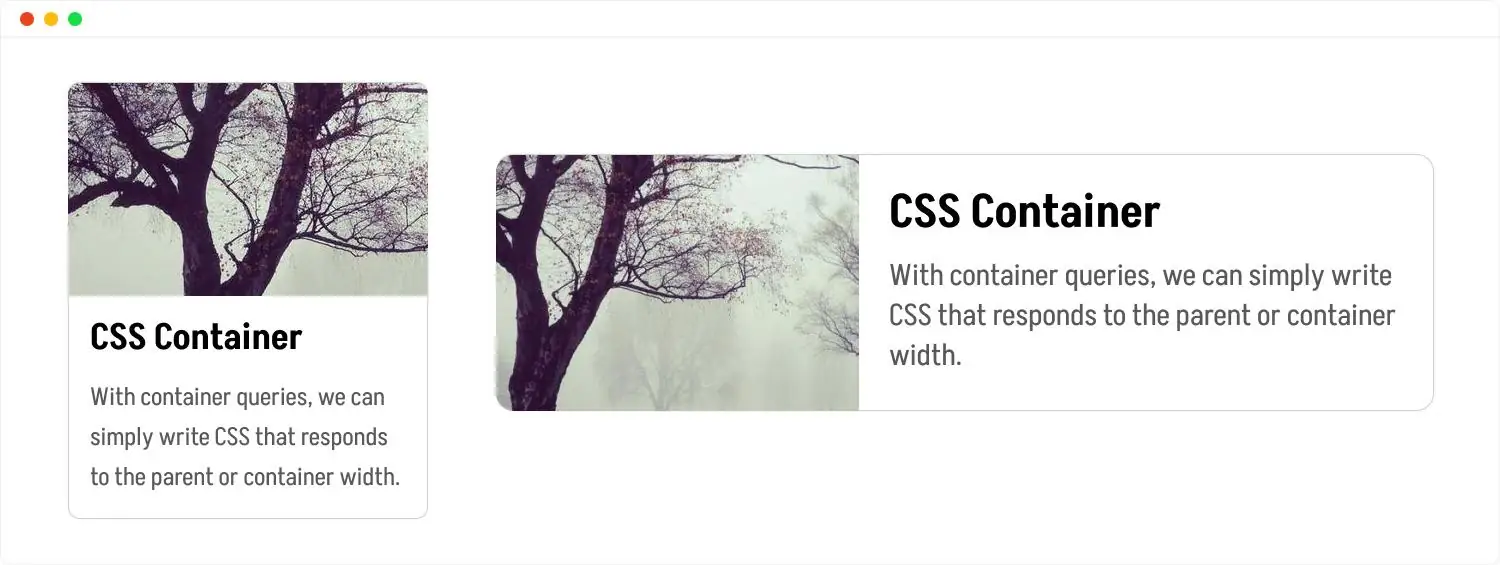 CSS Container
With container queries, we can
simply write CSS that responds
to the parent or container width.
CSS Container
With container queries, we can simply write
CSS that responds to the parent or container
width.